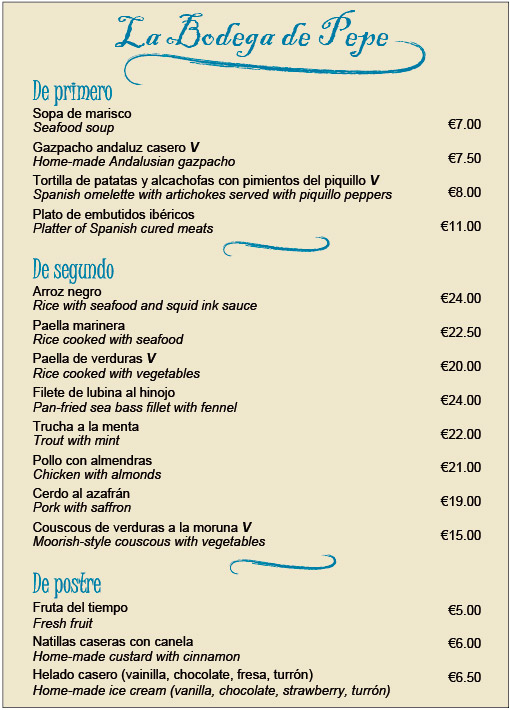 La Bodega de Pepe
De primero
Sopa de marisco
Seafood soup
€7.00
Gazpacho andaluz casero V
Home-made Andalusian gazpacho
€7.50
Tortilla de patatas y alcachofas con pimientos del piquillo V
Spanish omelette with artichokes served with piquillo peppers
€8.00
Plato de embutidos ibéricos
Platter of Spanish cured meats
€11.00
De segundo
Arroz negro
Rice with seafood and squid ink sauce
€24.00
Paella marinera
Rice cooked with seafood
€22.50
Paella de verduras V
Rice cooked with vegetables
€20.00
Filete de lubina al hinojo
Pan-fried sea bass fillet with fennel
€24.00
Trucha a la menta
Trout with mint
€22.00
Pollo con almendras
Chicken with almonds
€21.00
Cerdo al azafrán
Pork with saffron
€19.00
Couscous de verduras a la moruna V
Moorish-style couscous with vegetables
€15.00
De postre
Fruta del tiempo
Fresh fruit
€5.00
Natillas caseras con canela
Home-made custard with cinnamon
€6.00
Helado casero (vainilla, chocolate, fresa, turrón)
Home-made ice cream (vanilla, chocolate, strawberry, turrón)
€6.50